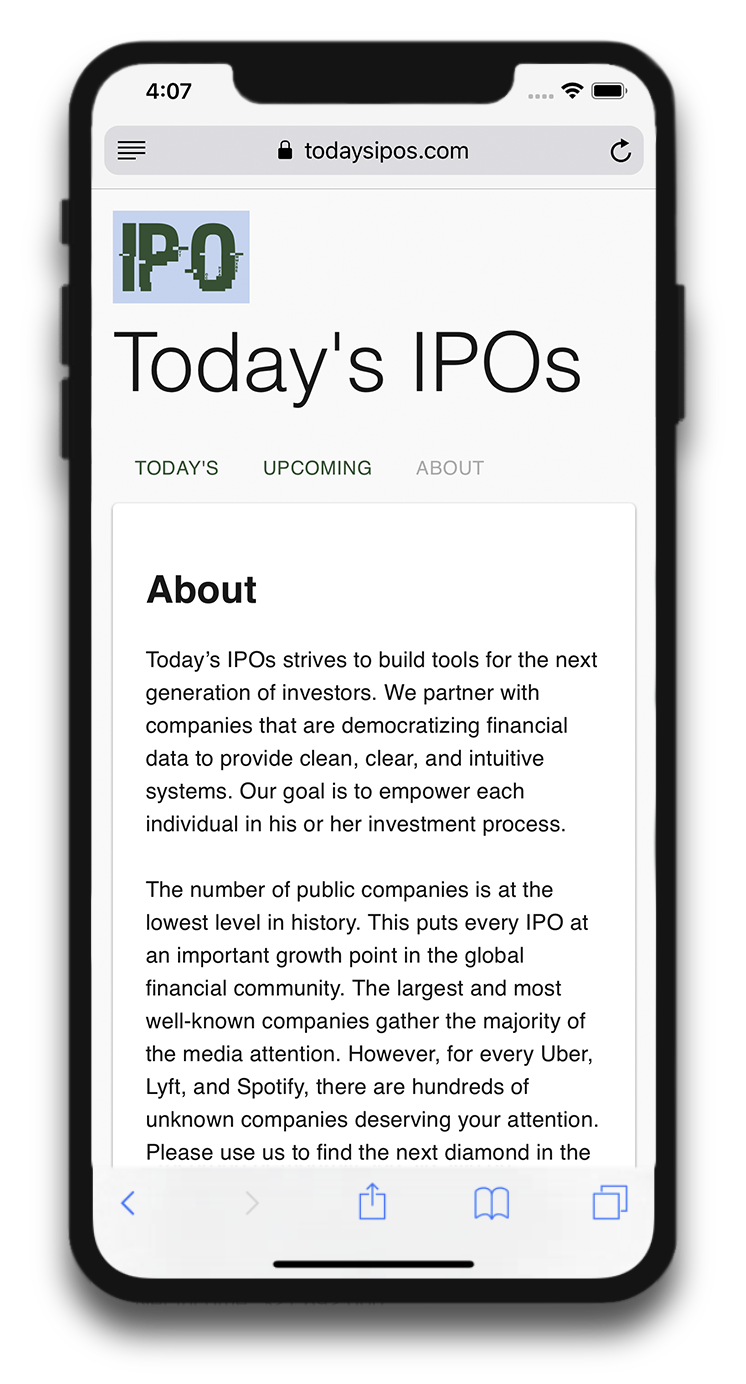 4:07
todaysipos.com
IPO
Today's IPOs
TODAY'S UPCOMING ABOUT
About
Today’s IPOs strives to build tools for the next
generation of investors. We partner with
companies that are democratizing financial
data to provide clean, clear, and intuitive
systems. Our goal is to empower each
individual in his or her investment process.
The number of public companies is at the
lowest level in history. This puts every IPO at
an important growth point in the global
financial community. The largest and most
well-known companies gather the majority of
the media attention. However, for every Uber,
Lyft, and Spotify, there are hundreds of
unknown companies deserving your attention.
Please use us to find the next diamond in the